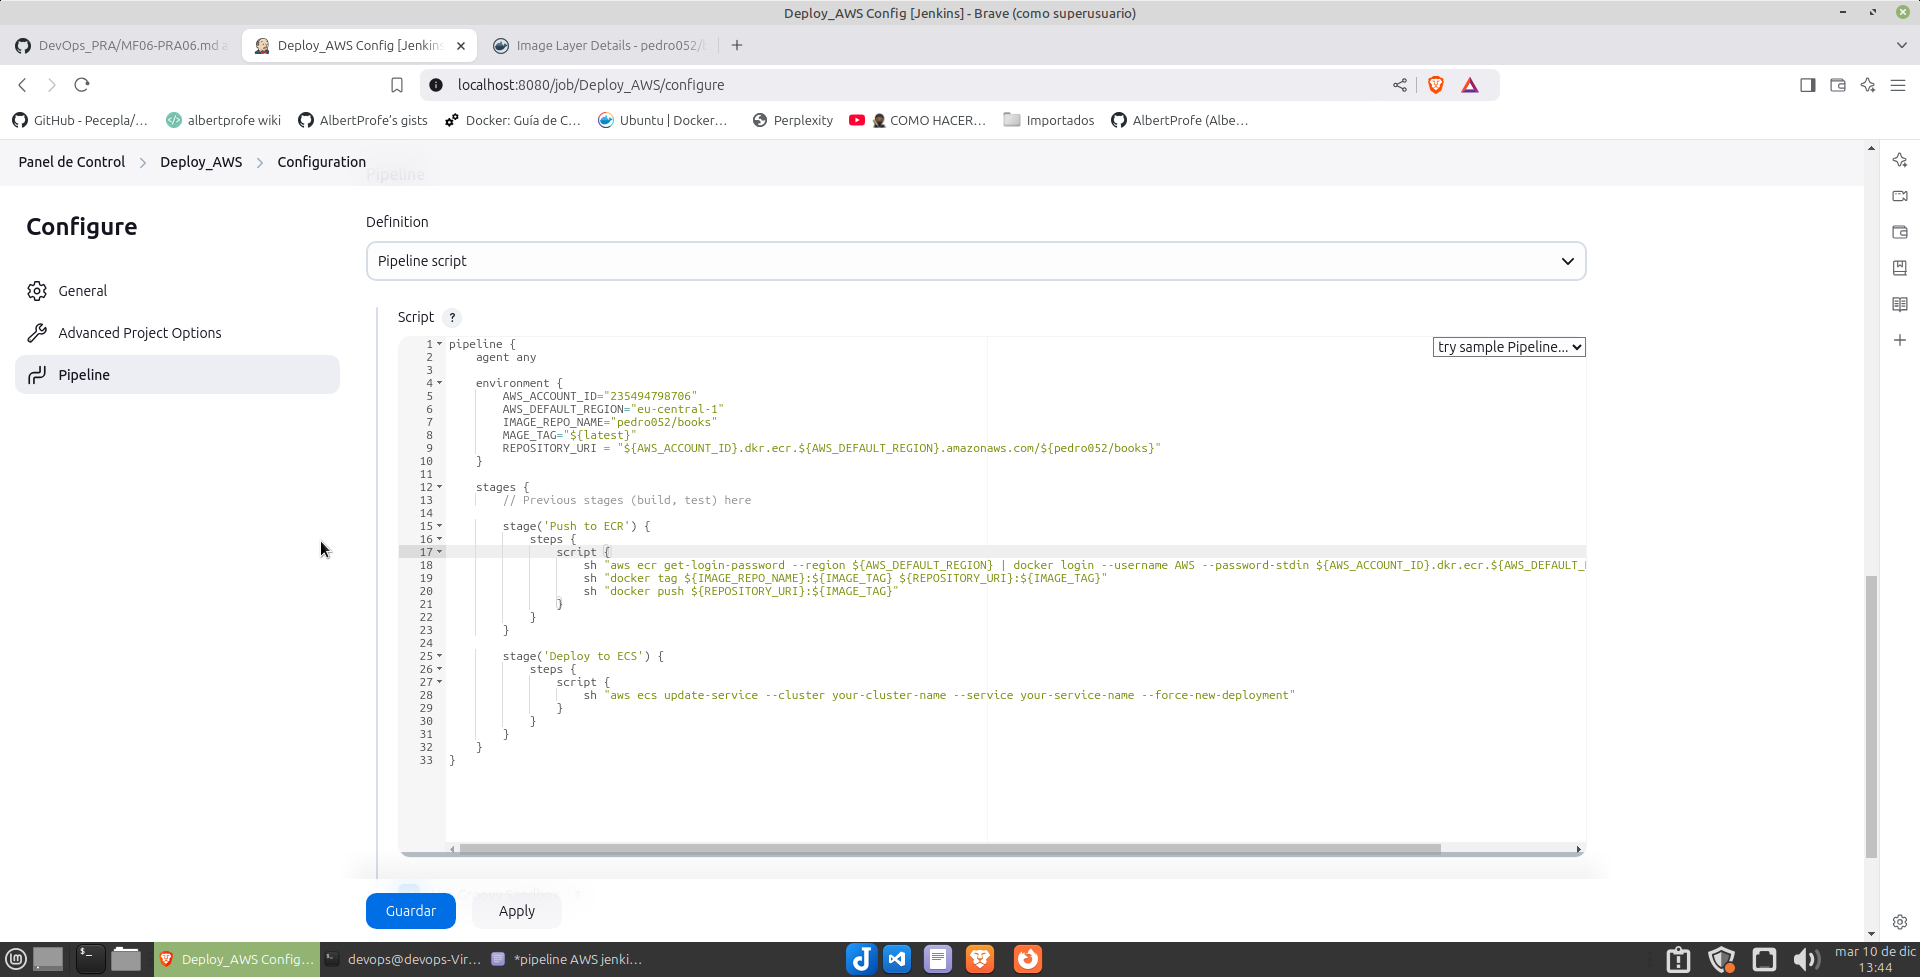 Deploy_AWS Config [Jenkins] - Brave (como superusuario)
DevOps_PRA/MF06-PRA06.md a
Deploy_AWS Config [Jenkins
Image Layer Details - pedro052/b
localhost:8080/job/Deploy_AWS/configure
GitHub - Pecepla/...
albertprofe wiki
AlbertProfe's gists
Docker: Guía de C...
Ubuntu | Docker...
Perplexity
COMO HACER...
Importados
AlbertProfe (Albe...
Panel de Control
Deploy_AWS
Configuration
Pipeline
Configure
General
Advanced Project Options
Pipeline
Definition
Pipeline script
Script ?
try sample Pipeline...
1 pipeline {
2 agent any
3
4 environment {
5 AWS_ACCOUNT_ID="235494798706"
6 AWS_DEFAULT_REGION="eu-central-1"
7 IMAGE_REPO_NAME="pedro052/books"
8 MAGE_TAG="${latest}"
9 REPOSITORY_URI = "${AWS_ACCOUNT_ID}.dkr.ecr.${AWS_DEFAULT_REGION}.amazonaws.com/${pedro052/books}"
10 }
11
12 stages {
13 // Previous stages (build, test) here
14
15 stage('Push to ECR') {
16 steps {
17 script {
18 sh "aws ecr get-login-password --region ${AWS_DEFAULT_REGION} | docker login --username AWS --password-stdin ${AWS_ACCOUNT_ID}.dkr.ecr.${AWS_DEFAULT_
19 sh "docker tag ${IMAGE_REPO_NAME}:${IMAGE_TAG} ${REPOSITORY_URI}:${IMAGE_TAG}"
20 sh "docker push ${REPOSITORY_URI}:${IMAGE_TAG}"
21 }
22 }
23 }
24
25 stage('Deploy to ECS') {
26 steps {
27 script {
28 sh "aws ecs update-service --cluster your-cluster-name --service your-service-name --force-new-deployment"
29 }
30 }
31 }
32 }
33 }
Guardar
Apply
Deploy_AWS Config...
devops@devops-Vir...
*pipeline AWS jenki...
mar 10 de dic
13:44